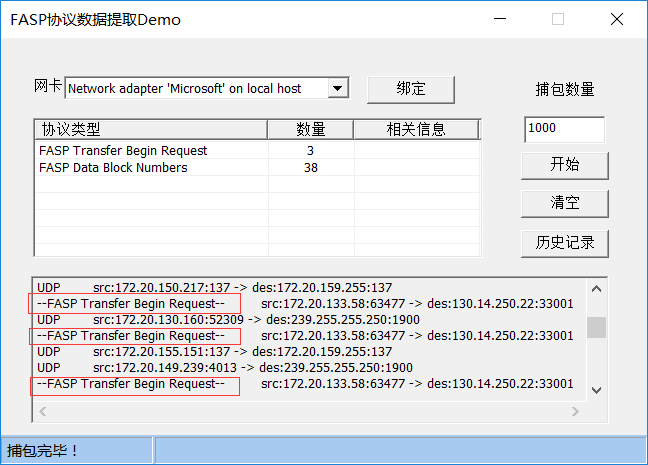 FASP协议数据提取Demo
网卡 Network adapter 'Microsoft' on local host 绑定 捕包数量
1000
协议类型 数量 相关信息
FASP Transfer Begin Request 3
FASP Data Block Numbers 38
开始
清空
历史记录
UDP src:172.20.150.217:137 -> des:172.20.159.255:137
--FASP Transfer Begin Request-- src:172.20.133.58:63477 -> des:130.14.250.22:33001
UDP src:172.20.130.160:52309 -> des:239.255.255.250:1900
--FASP Transfer Begin Request-- src:172.20.133.58:63477 -> des:130.14.250.22:33001
UDP src:172.20.155.151:137 -> des:172.20.159.255:137
UDP src:172.20.149.239:4013 -> des:239.255.255.250:1900
--FASP Transfer Begin Request-- src:172.20.133.58:63477 -> des:130.14.250.22:33001
捕包完毕！